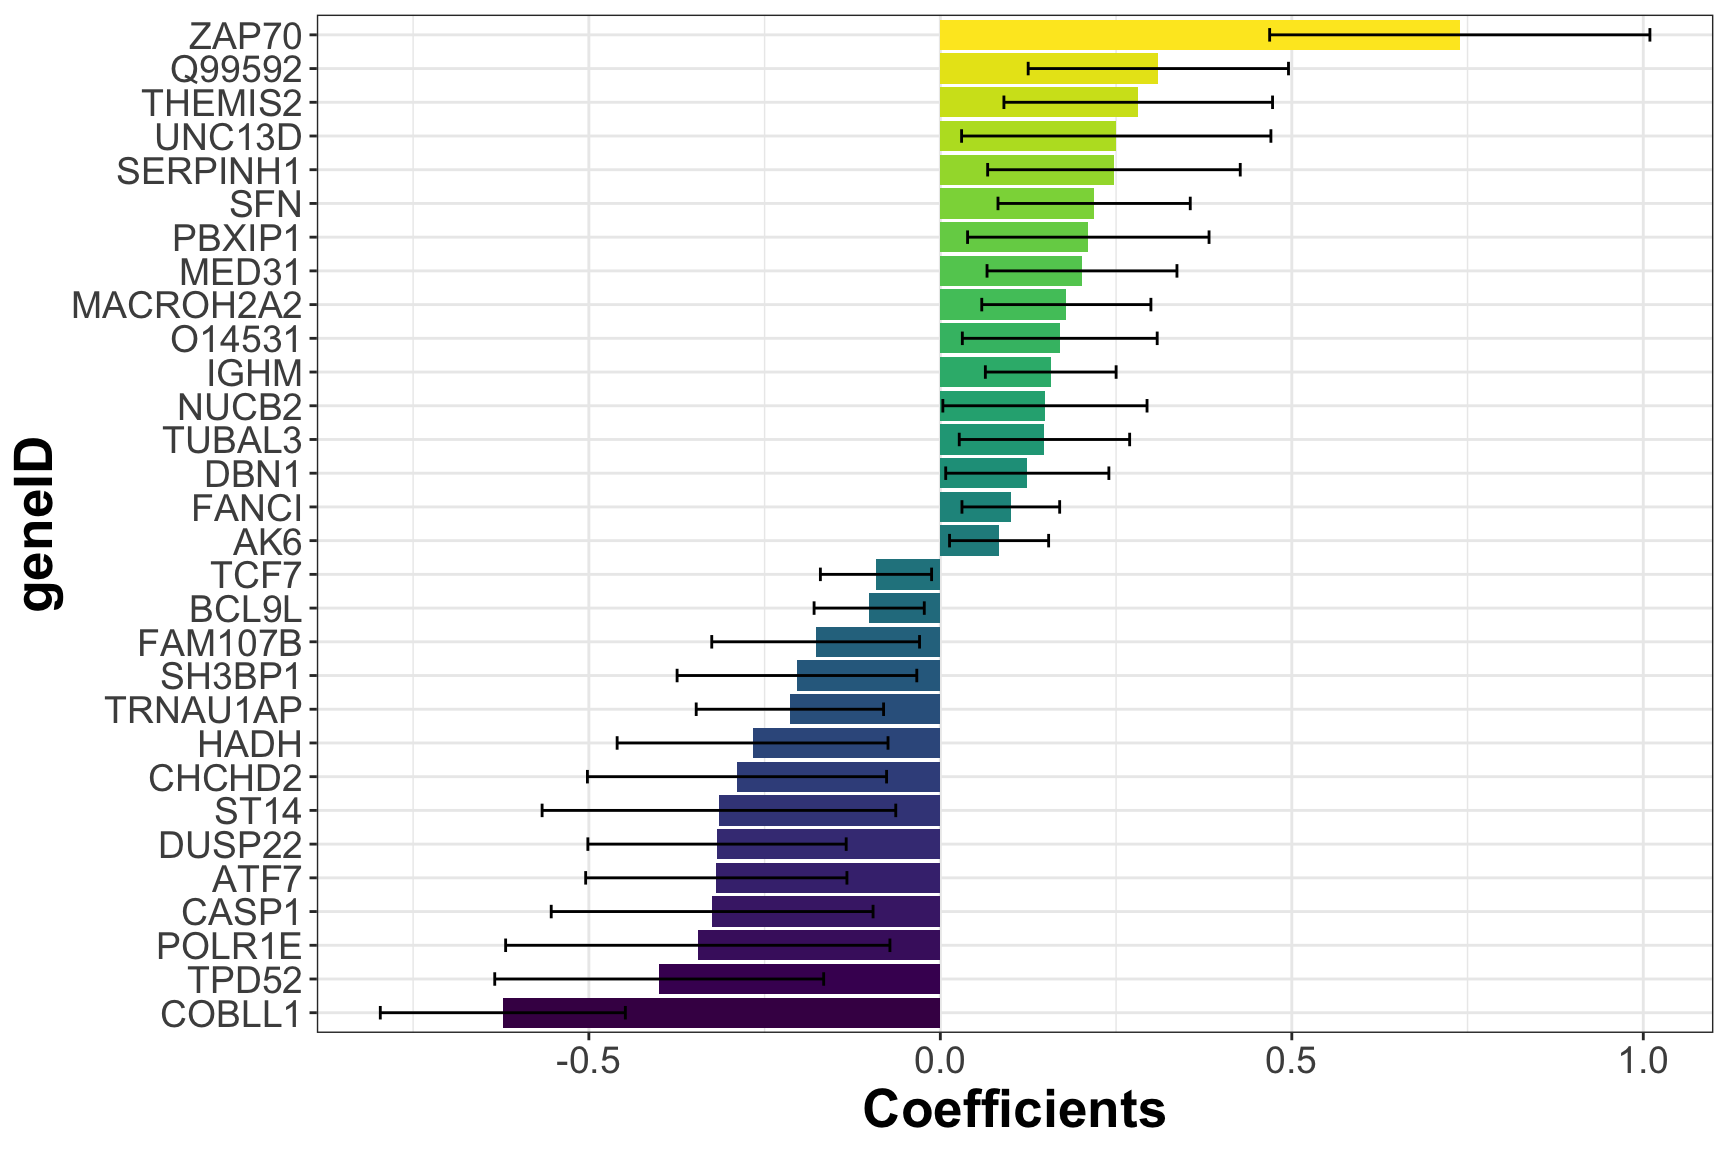 ZAP70
Q99592
THEMIS2
UNC13D
SERPINH1
SFN
PBXIP1
MED31
MACROH2A2
O14531
IGHM
NUCB2
TUBAL3
DBN1
FANCI
AK6
TCF7
BCL9L
FAM107B
SH3BP1
TRNAU1AP
HADH
CHCHD2
ST14
DUSP22
ATF7
CASP1
POLR1E
TPD52
COBLL1
geneID
-0.5 0.0 0.5 1.0
Coefficients